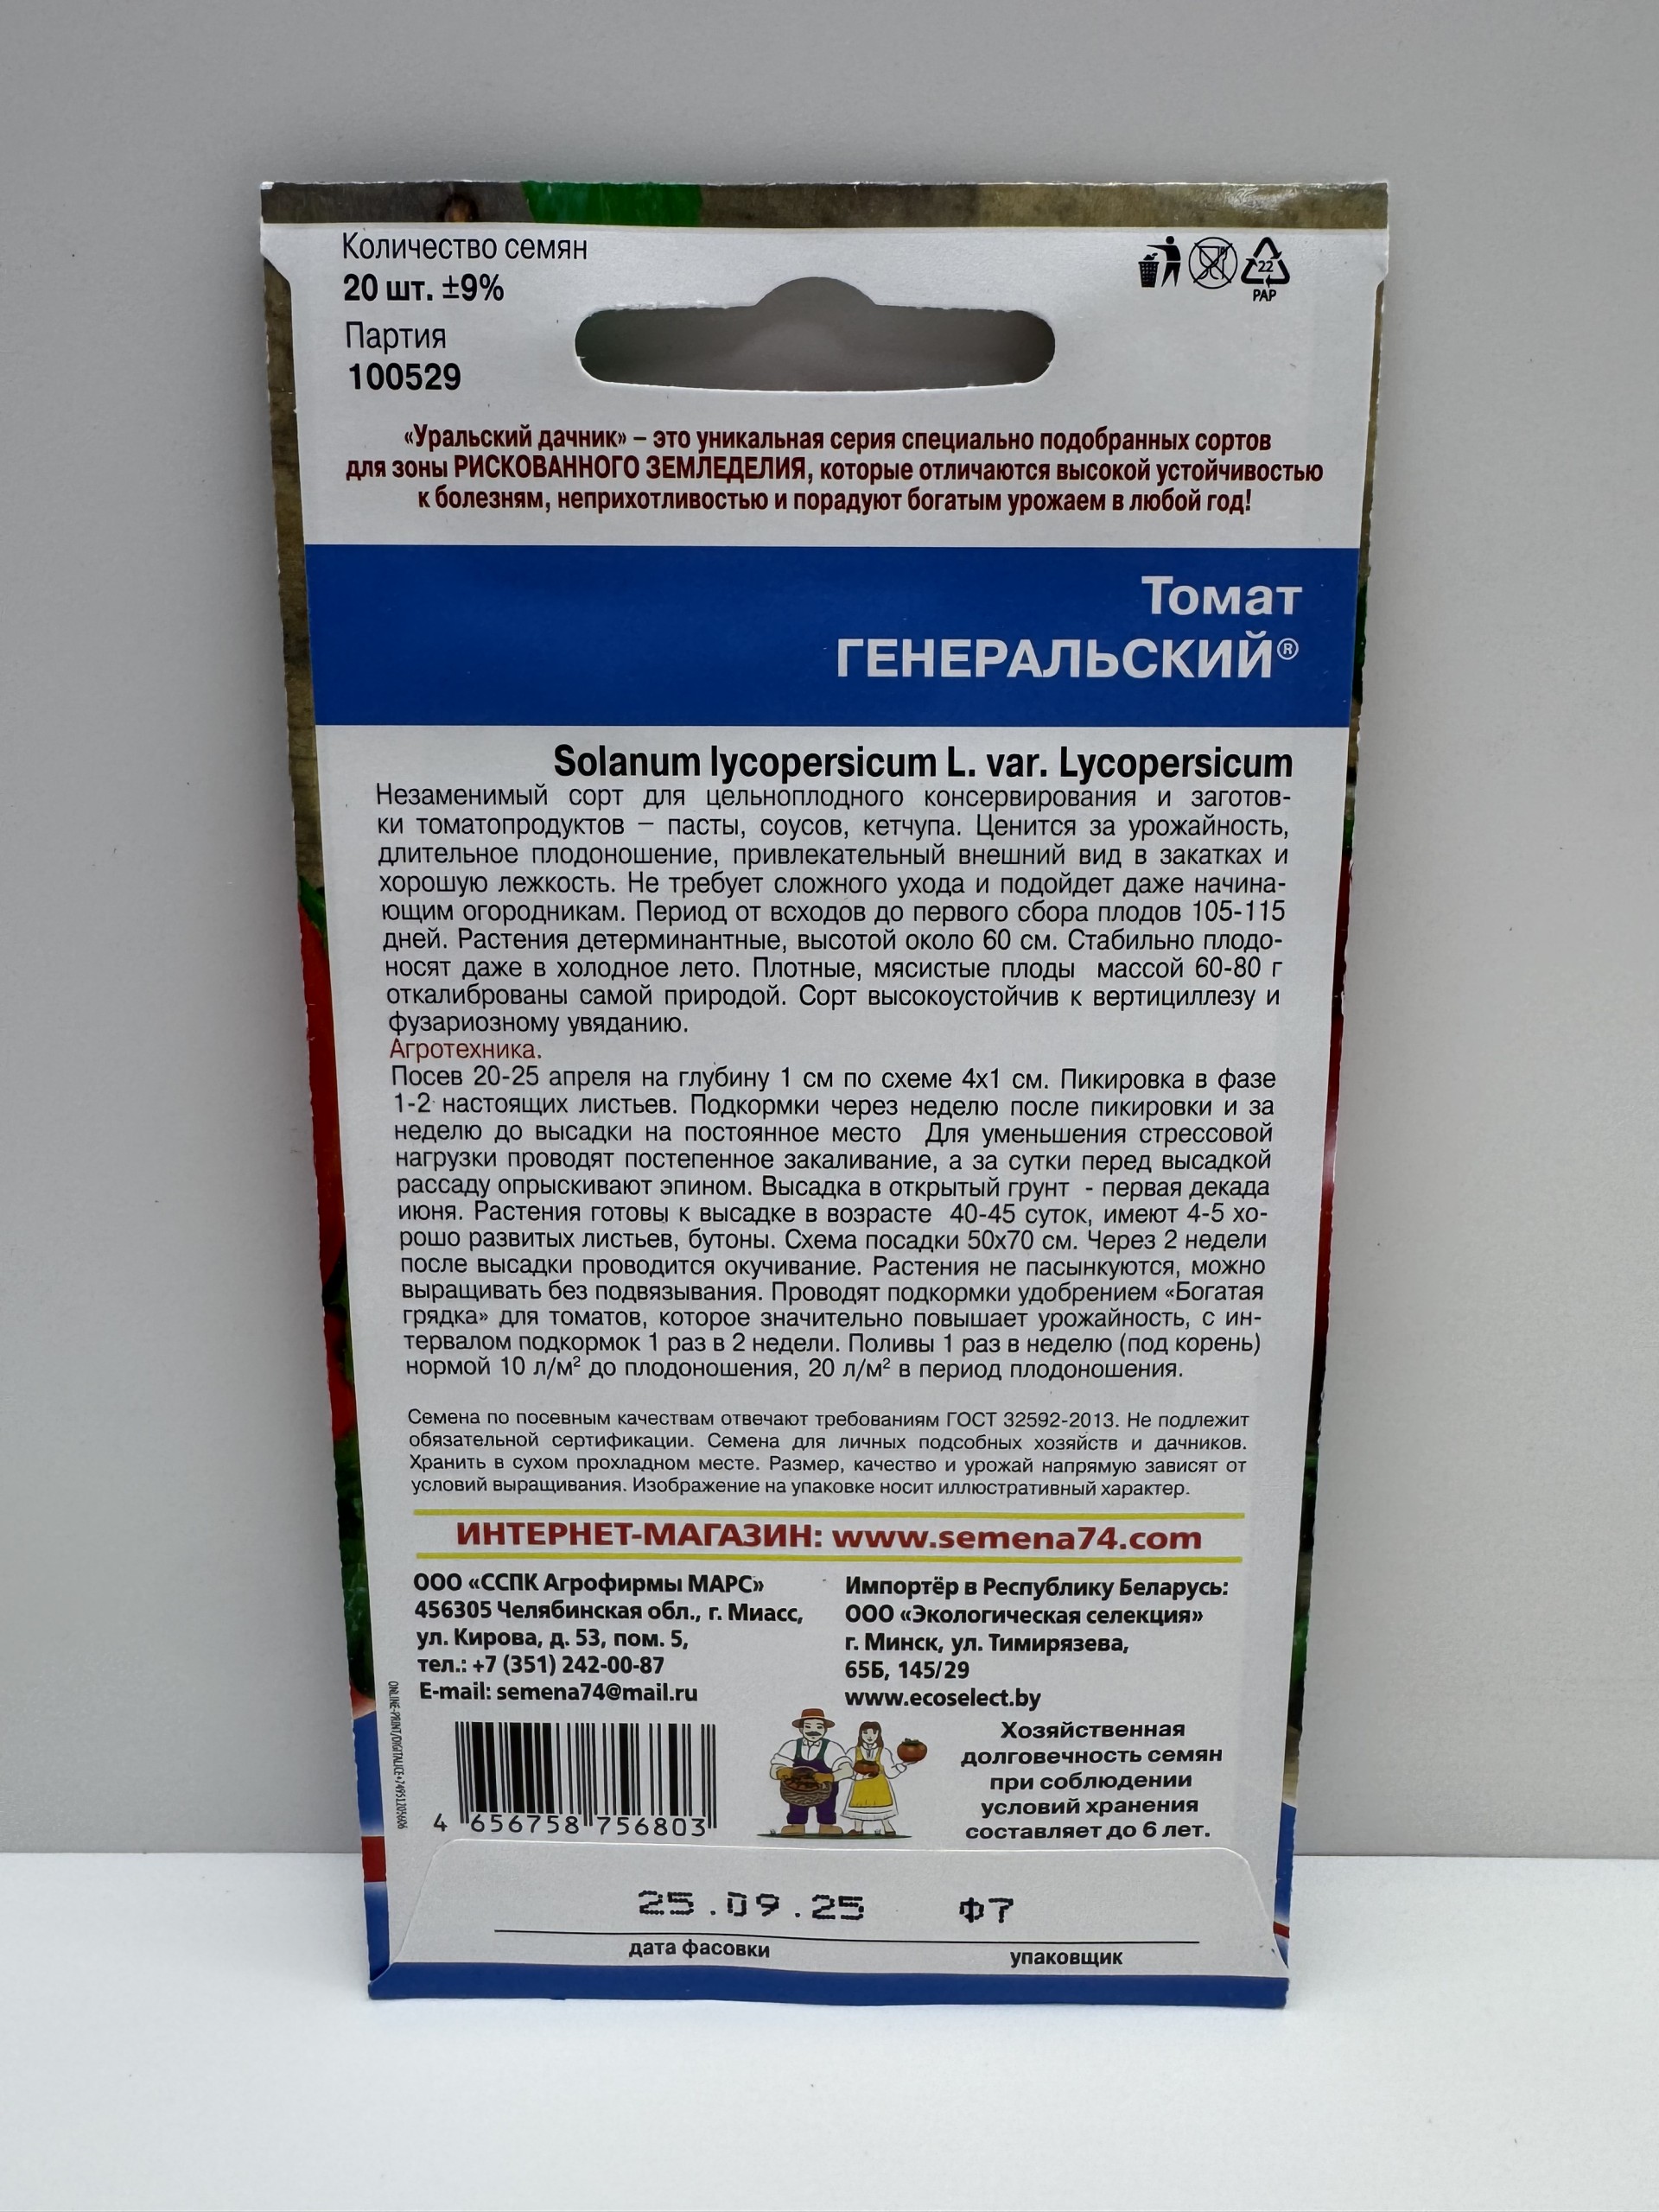 Количество семян
20 шт. ±9%
Партия
100529
22
PAP
«Уральский дачник» – это уникальная серия специально подобранных сортов
для зоны РИСКОВАННОГО ЗЕМЛЕДЕЛИЯ, которые отличаются высокой устойчивостью
к болезням, неприхотливостью и порадуют богатым урожаем в любой год!
Томат
ГЕНЕРАЛЬСКИЙ®
Solanum lycopersicum L. var. Lycopersicum
Незаменимый сорт для цельноплодного консервирования и заготов-
ки томатопродуктов – пасты, соусов, кетчупа. Ценится за урожайность,
длительное плодоношение, привлекательный внешний вид в закатках и
хорошую лежкость. Не требует сложного ухода и подойдет даже начина-
ющим огородникам. Период от всходов до первого сбора плодов 105-115
дней. Растения детерминантные, высотой около 60 см. Стабильно плодо-
носят даже в холодное лето. Плотные, мясистые плоды массой 60-80 г
откалиброваны самой природой. Сорт высокоустойчив к вертициллезу и
фузариозному увяданию.
Агротехника.
Посев 20-25 апреля на глубину 1 см по схеме 4х1 см. Пикировка в фазе
1-2 настоящих листьев. Подкормки через неделю после пикировки и за
неделю до высадки на постоянное место Для уменьшения стрессовой
нагрузки проводят постепенное закаливание, а за сутки перед высадкой
рассаду опрыскивают эпином. Высадка в открытый грунт - первая декада
июня. Растения готовы к высадке в возрасте 40-45 суток, имеют 4-5 хо-
рошо развитых листьев, бутоны. Схема посадки 50х70 см. Через 2 недели
после высадки проводится окучивание. Растения не пасынкуются, можно
выращивать без подвязывания. Проводят подкормки удобрением «Богатая
грядка» для томатов, которое значительно повышает урожайность, с ин-
тервалом подкормок 1 раз в 2 недели. Поливы 1 раз в неделю (под корень)
нормой 10 л/м² до плодоношения, 20 л/м² в период плодоношения.
Семена по посевным качествам отвечают требованиям ГОСТ 32592-2013. Не подлежит
обязательной сертификации. Семена для личных подсобных хозяйств и дачников.
Хранить в сухом прохладном месте. Размер, качество и урожай напрямую зависят от
условий выращивания. Изображение на упаковке носит иллюстративный характер.
ИНТЕРНЕТ-МАГАЗИН: www.semena74.com
ООО «ССПК Агрофирмы МАРС»
456305 Челябинская обл., г. Миасс,
ул. Кирова, д. 53, пом. 5,
тел.: +7 (351) 242-00-87
E-mail: semena74@mail.ru
Импортёр в Республику Беларусь:
ООО «Экологическая селекция»
г. Минск, ул. Тимирязева,
65Б, 145/29
www.ecoselect.by
4 656758 756803
Хозяйственная
долговечность семян
при соблюдении
условий хранения
составляет до 6 лет.
25.09.25 Ф7
дата фасовки
упаковщик